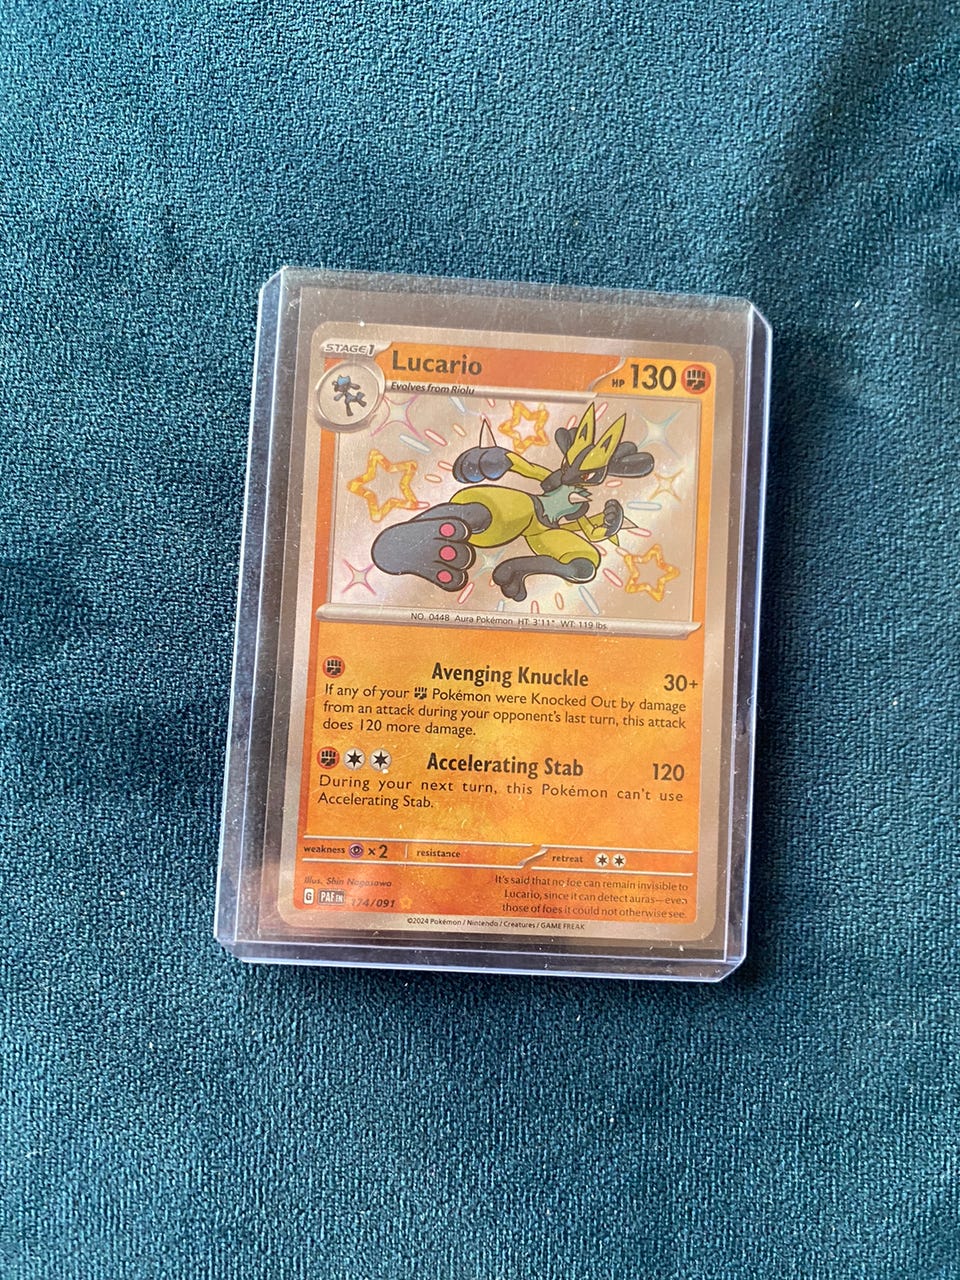 STAGE 1
Lucario
HP 130
Evolves from Riolu
NO. 0448 Aura Pokémon HT: 3'11" WT: 119 lbs
Avenging Knuckle 30+
If any of your Pokémon were Knocked Out by damage
from an attack during your opponent's last turn, this attack
does 120 more damage.
Accelerating Stab 120
During your next turn, this Pokémon can't use
Accelerating Stab.
weakness ×2 resistance retreat
Illus. Shin Nagasawa
G PAF EN 174/091
It's said that no foe can remain invisible to
Lucario, since it can detect auras—even
those of foes it could not otherwise see.
©2024 Pokémon / Nintendo / Creatures / GAME FREAK